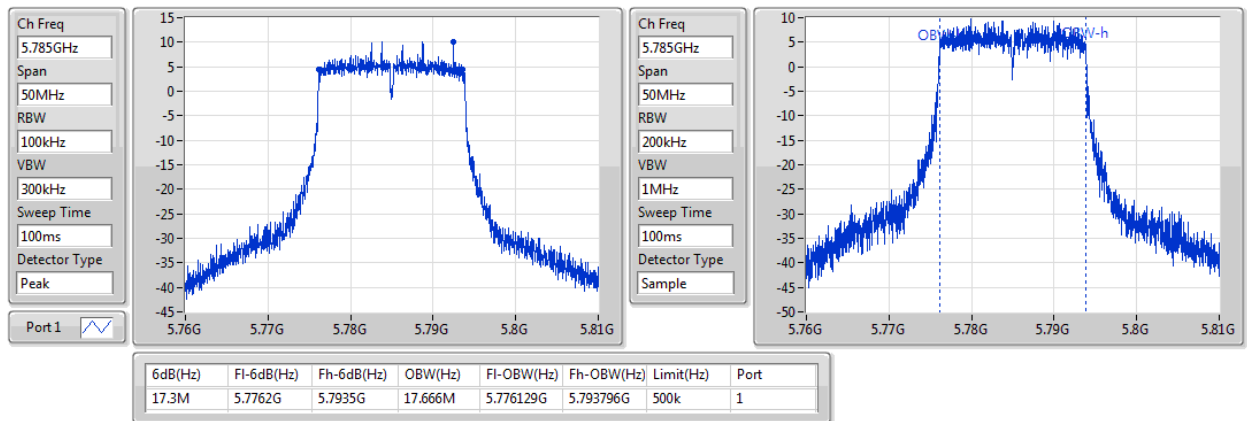 Ch Freq
5.785GHz
Span
50MHz
RBW
100kHz
VBW
300kHz
Sweep Time
100ms
Detector Type
Peak
Port 1
15
10
5
0
-5
-10
-15
-20
-25
-30
-35
-40
-45
5.76G 5.77G 5.78G 5.79G 5.8G 5.81G
Ch Freq
5.785GHz
Span
50MHz
RBW
200kHz
VBW
1MHz
Sweep Time
100ms
Detector Type
Sample
10
5
0
-5
-10
-15
-20
-25
-30
-35
-40
-45
-50
OBW-h
5.76G 5.77G 5.78G 5.79G 5.8G 5.81G
6dB(Hz) Fl-6dB(Hz) Fh-6dB(Hz) OBW(Hz) Fl-OBW(Hz) Fh-OBW(Hz) Limit(Hz) Port
17.3M 5.7762G 5.7935G 17.666M 5.776129G 5.793796G 500k 1